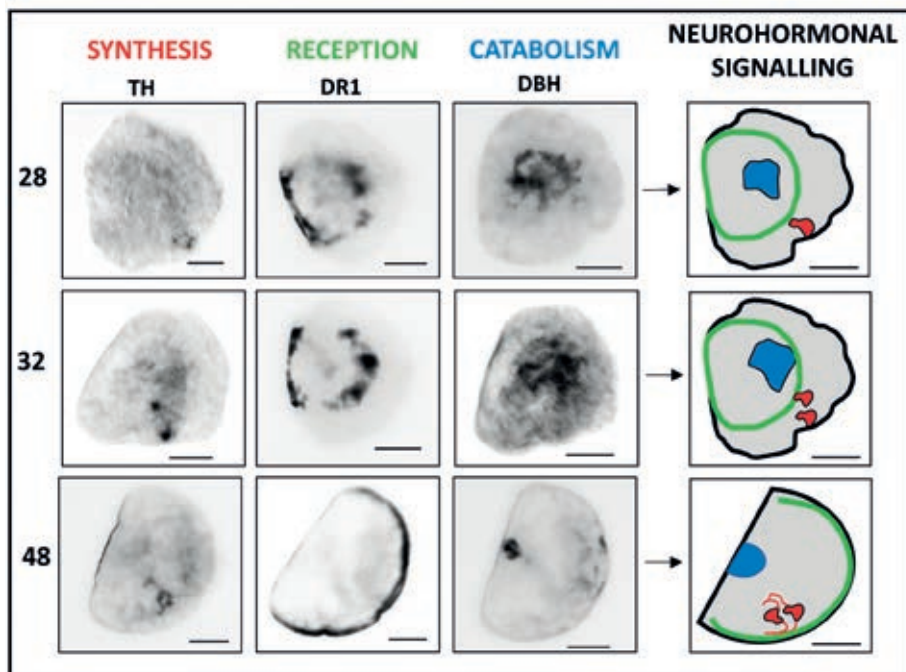 SYNTHESIS RECEPTION CATABOLISM NEUROHORMONAL
SIGNALLING
TH DR1 DBH
28
32
48